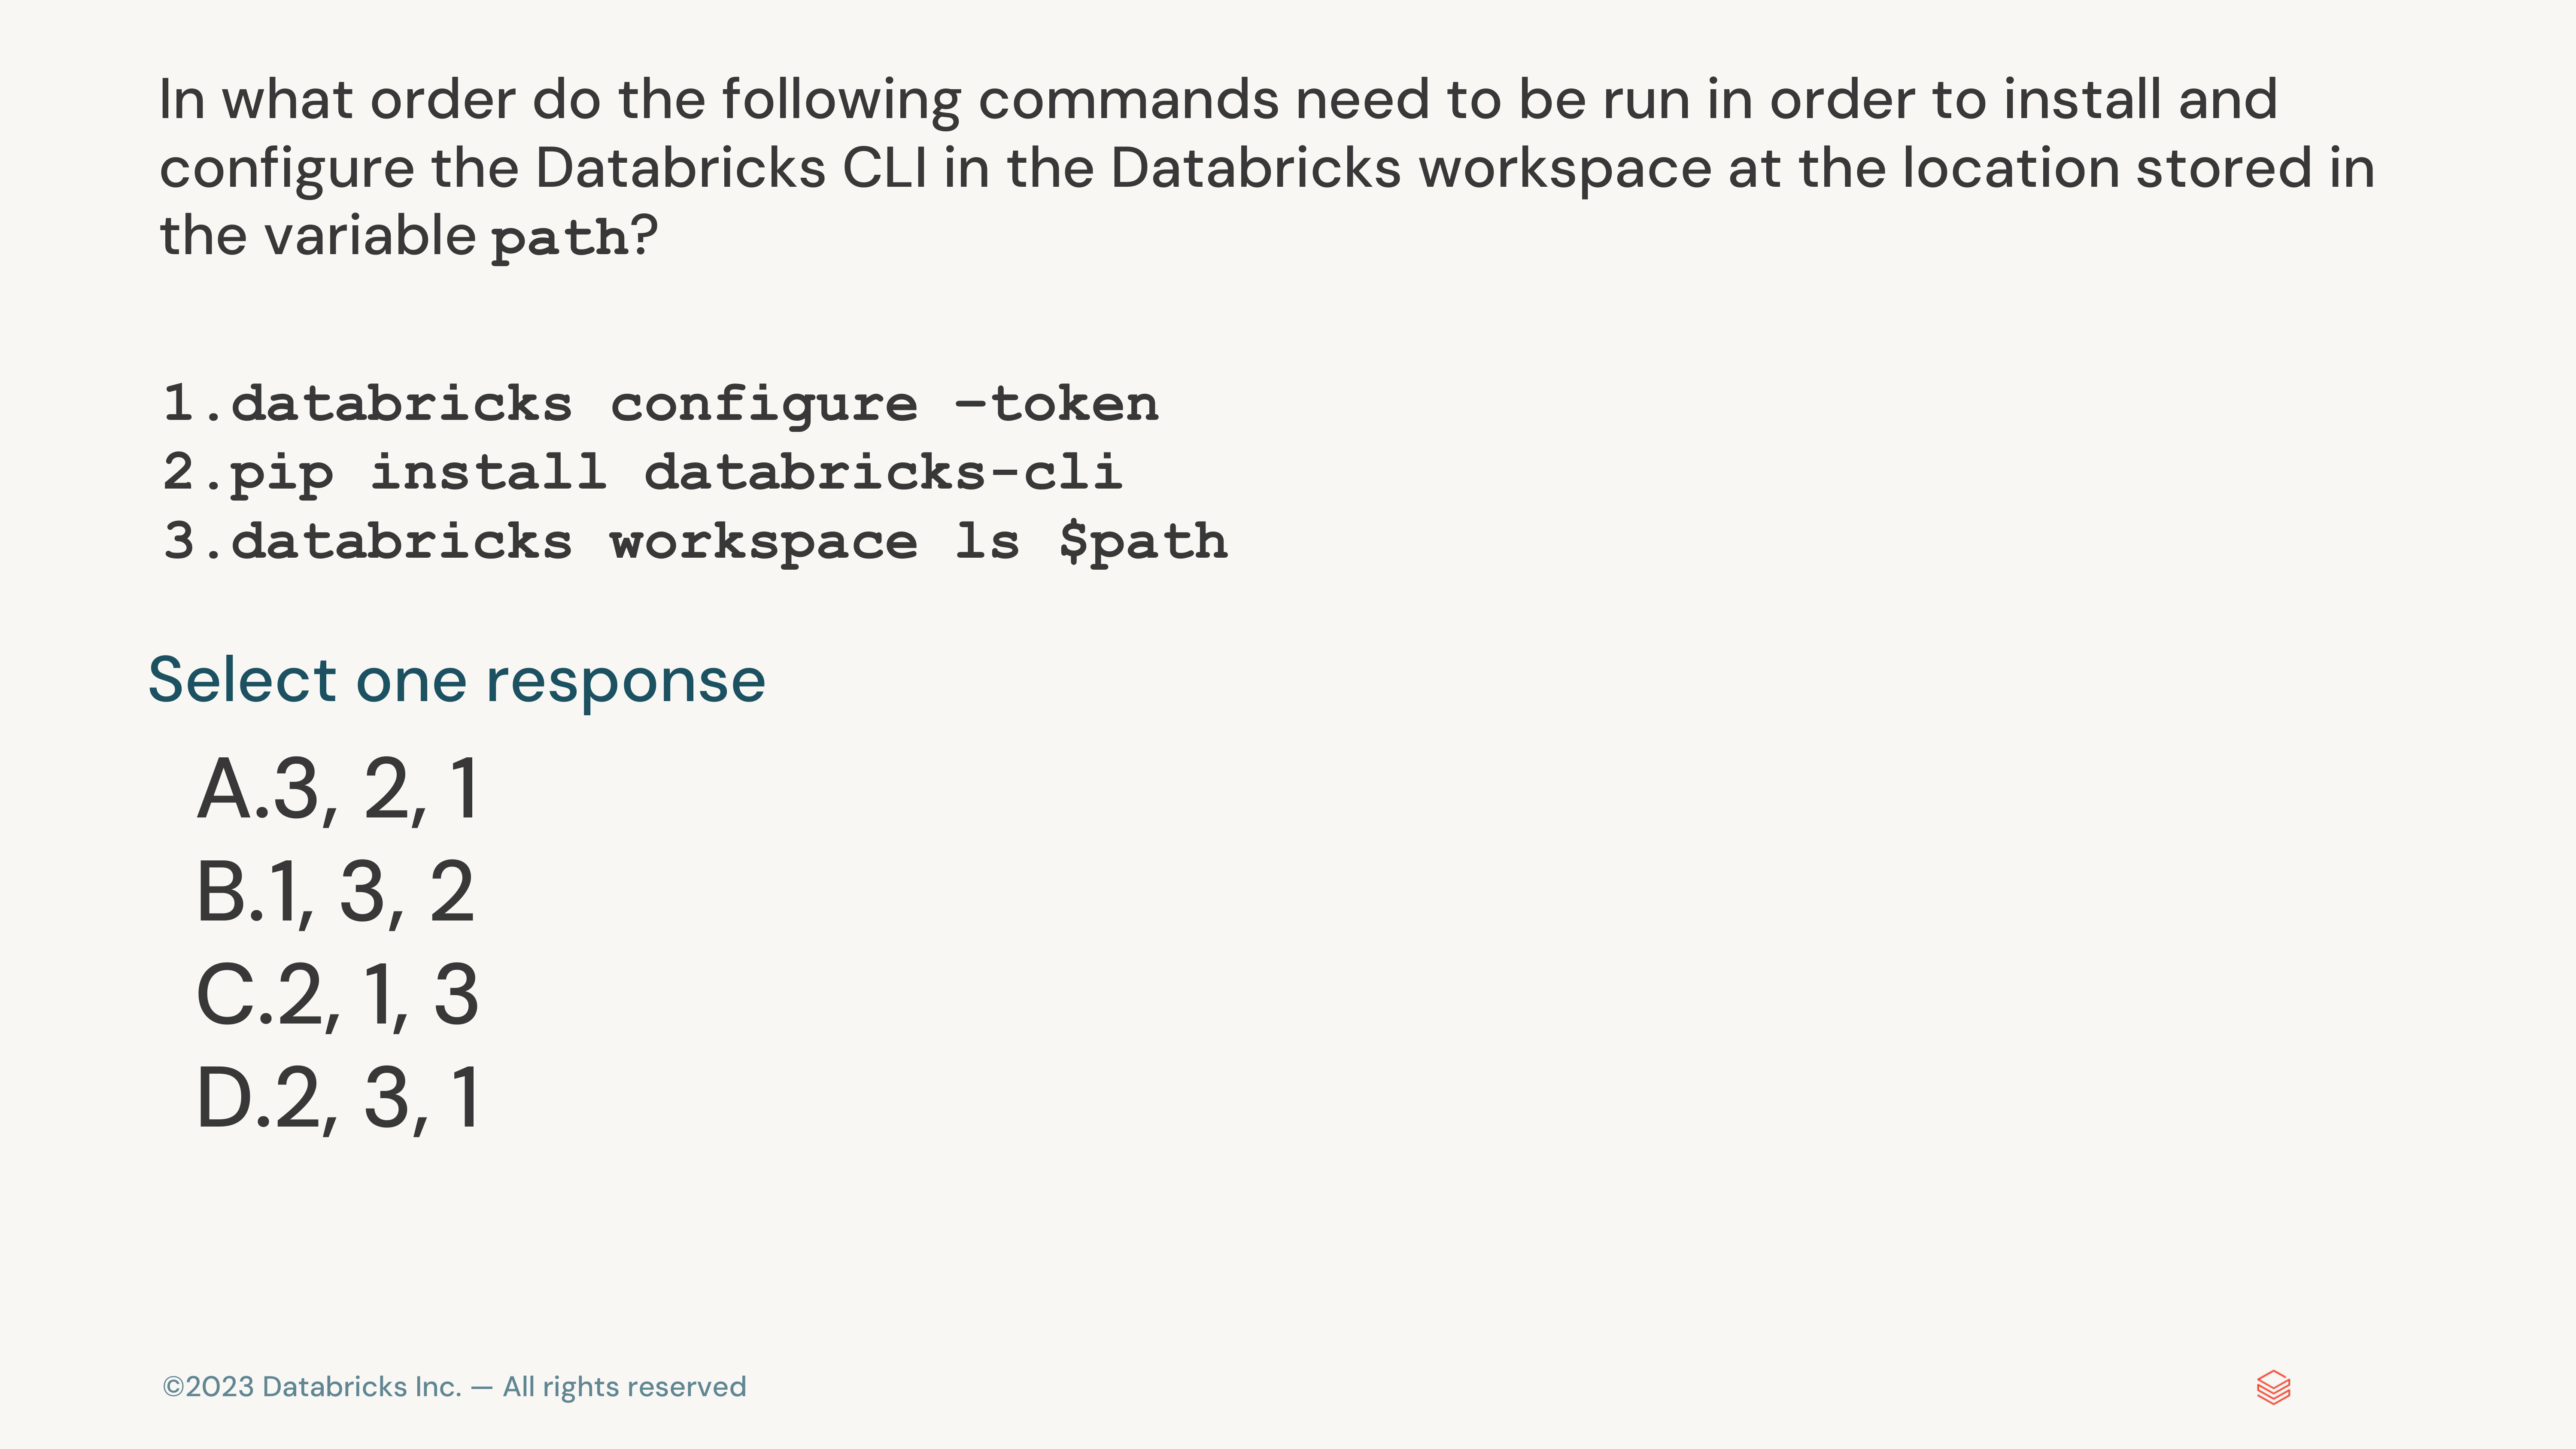 In what order do the following commands need to be run in order to install and
configure the Databricks CLI in the Databricks workspace at the location stored in
the variable path?
1.databricks configure –token
2.pip install databricks-cli
3.databricks workspace ls $path
Select one response
A.3, 2, 1
B.1, 3, 2
C.2, 1, 3
D.2, 3, 1
©2023 Databricks Inc. — All rights reserved